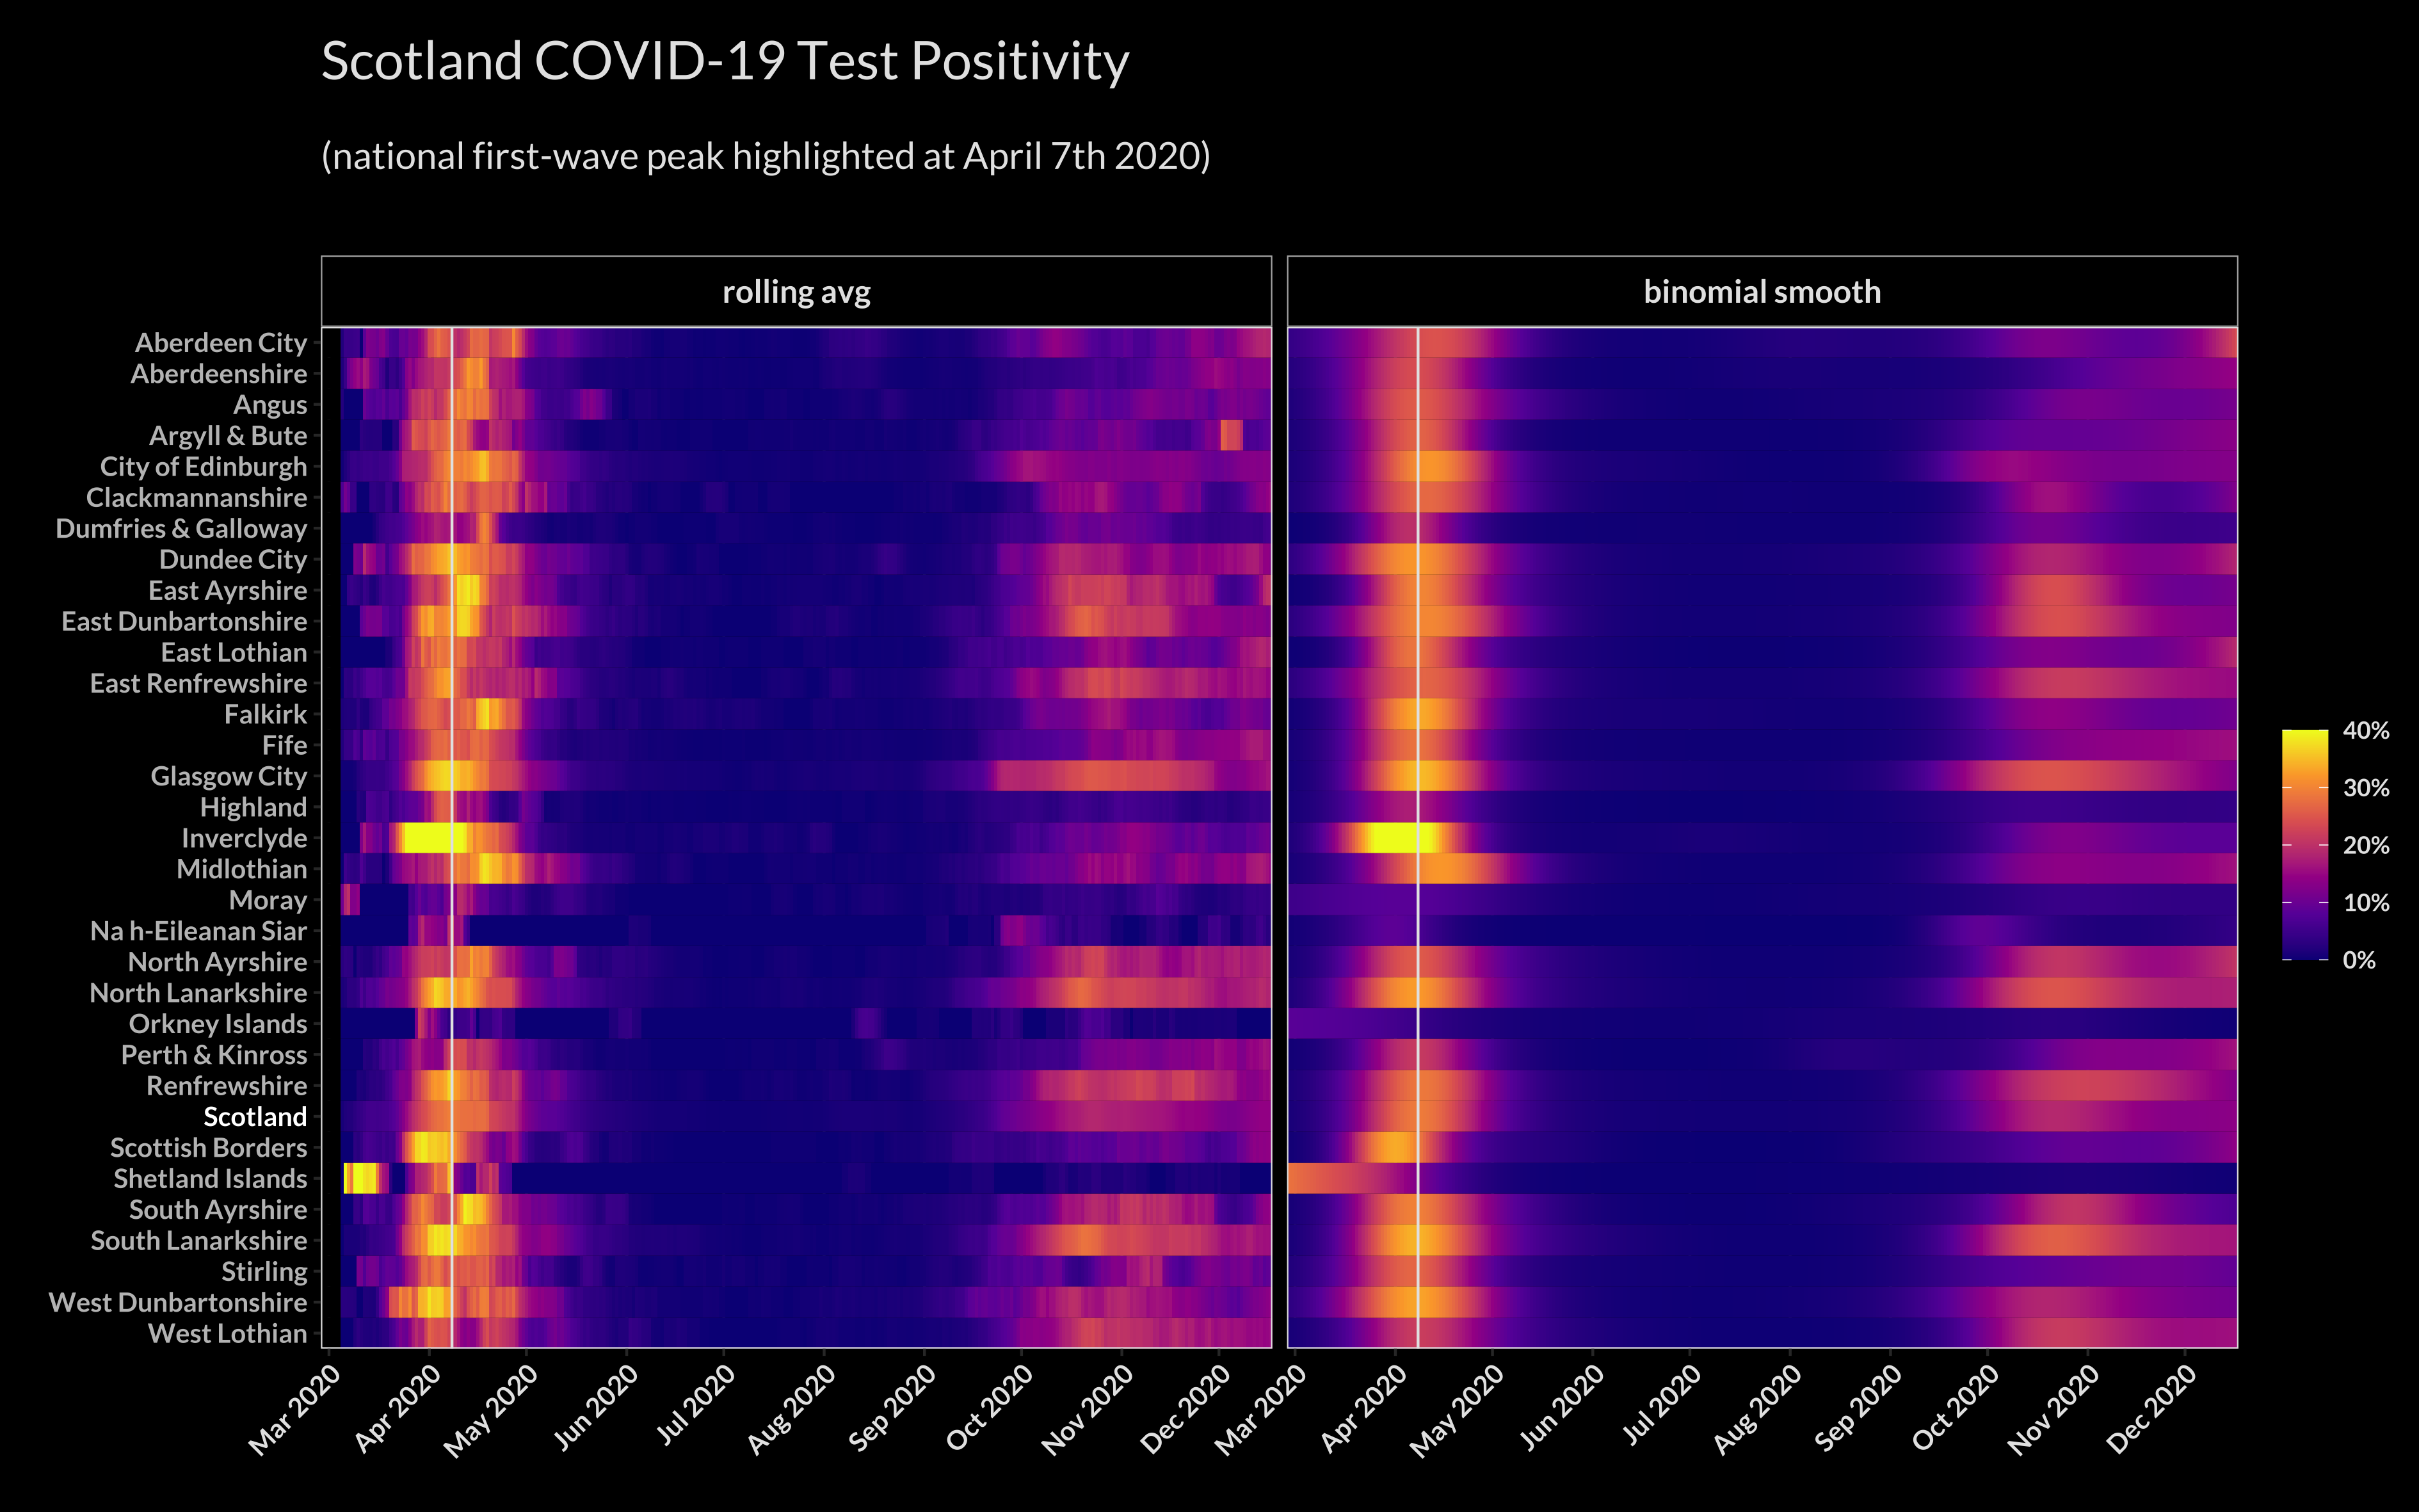 Scotland COVID-19 Test Positivity
(national first-wave peak highlighted at April 7th 2020)
rolling avg
binomial smooth
Aberdeen City
Aberdeenshire
Angus
Argyll & Bute
City of Edinburgh
Clackmannanshire
Dumfries & Galloway
Dundee City
East Ayrshire
East Dunbartonshire
East Lothian
East Renfrewshire
Falkirk
Fife
Glasgow City
Highland
Inverclyde
Midlothian
Moray
Na h-Eileanan Siar
North Ayrshire
North Lanarkshire
Orkney Islands
Perth & Kinross
Renfrewshire
Scotland
Scottish Borders
Shetland Islands
South Ayrshire
South Lanarkshire
Stirling
West Dunbartonshire
West Lothian
Mar 2020
Apr 2020
May 2020
Jun 2020
Jul 2020
Aug 2020
Sep 2020
Oct 2020
Nov 2020
Dec 2020
Mar 2020
Apr 2020
May 2020
Jun 2020
Jul 2020
Aug 2020
Sep 2020
Oct 2020
Nov 2020
Dec 2020
40%
30%
20%
10%
0%